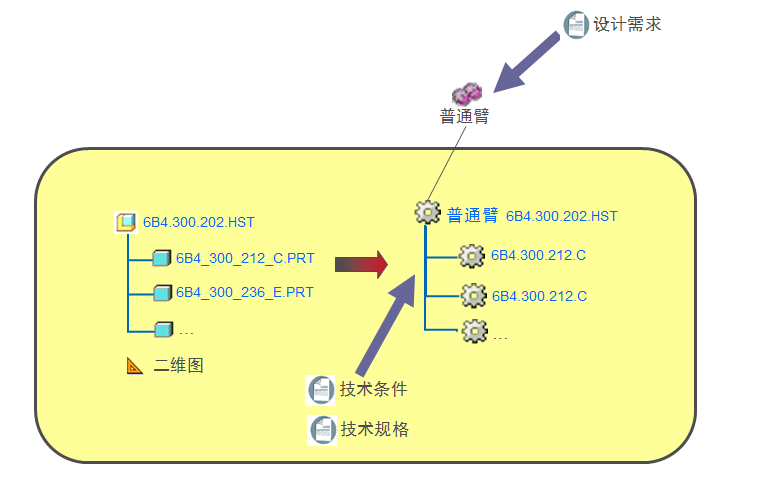 设计需求
普通臂
6B4.300.202.HST
6B4_300_212_C.PRT
6B4_300_236_E.PRT
...
二维图
普通臂 6B4.300.202.HST
6B4.300.212.C
6B4.300.212.C
...
技术条件
技术规格